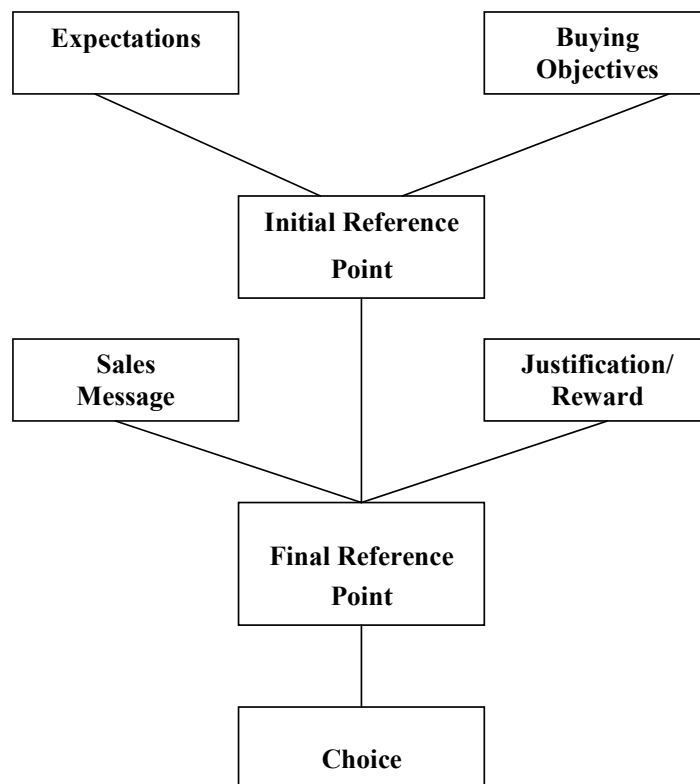 Expectations
Buying
Objectives
Initial Reference
Point
Sales
Message
Justification/
Reward
Final Reference
Point
Choice